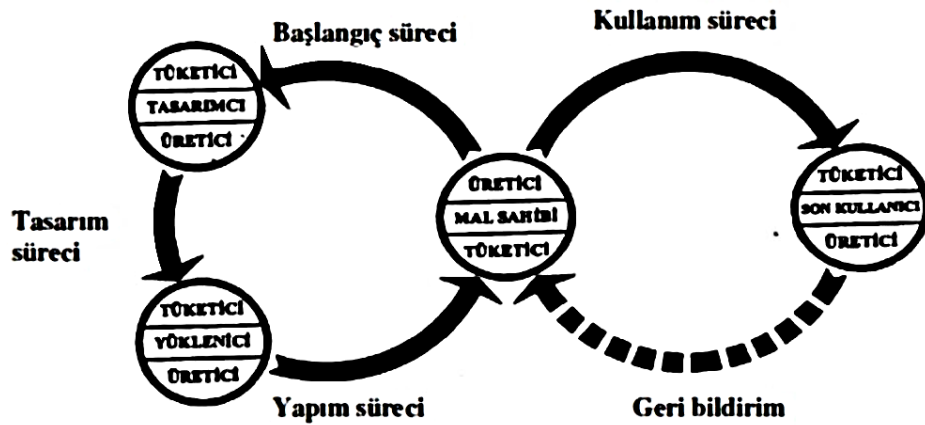 Başlangıç süreci
Kullanım süreci
TÜKETİCİ
TASARIMCI
ÜRETİCİ
ÜRETİCİ
MAL SAHİBİ
TÜKETİCİ
TÜKETİCİ
SON KULLANICI
ÜRETİCİ
Tasarım
süreci
TÜKETİCİ
YÜKLENİCİ
ÜRETİCİ
Yapım süreci
Geri bildirim